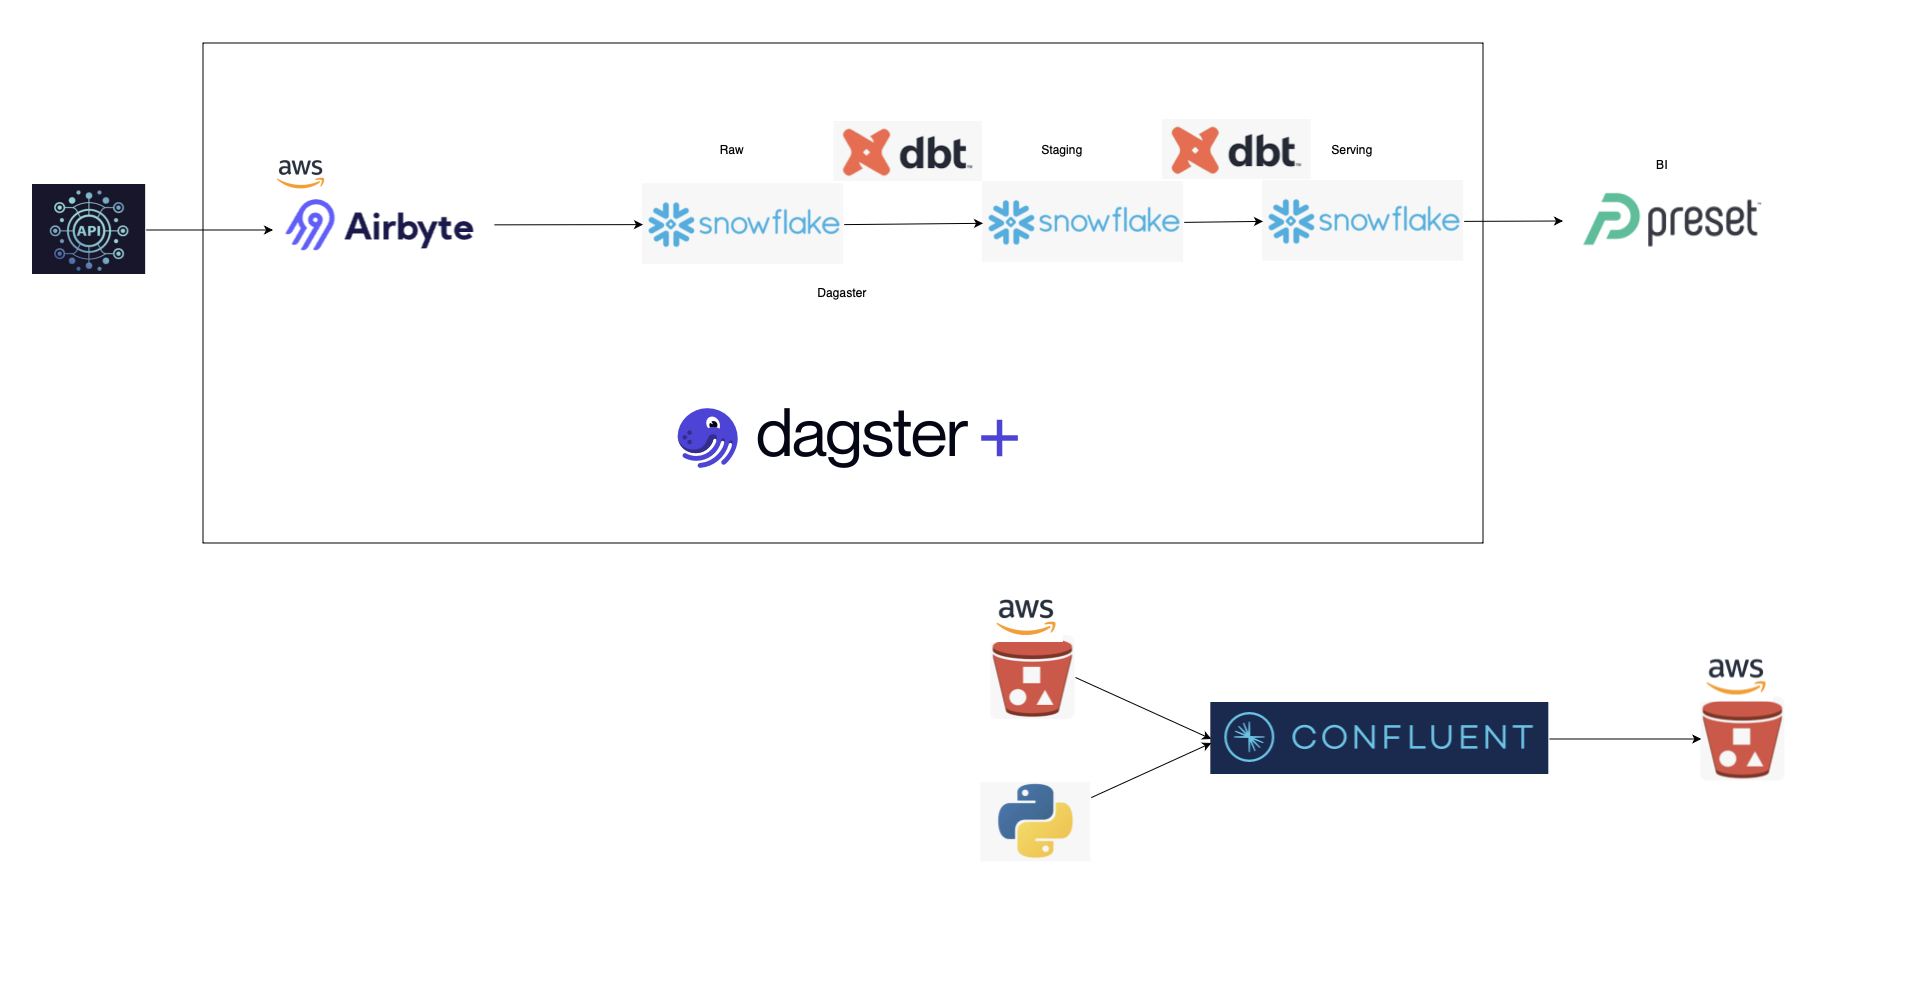 Raw
dbt
Staging
dbt
Serving
BI
aws
API
Airbyte
snowflake
snowflake
snowflake
preset
Dagaster
dagster +
aws
aws
CONFLUENT